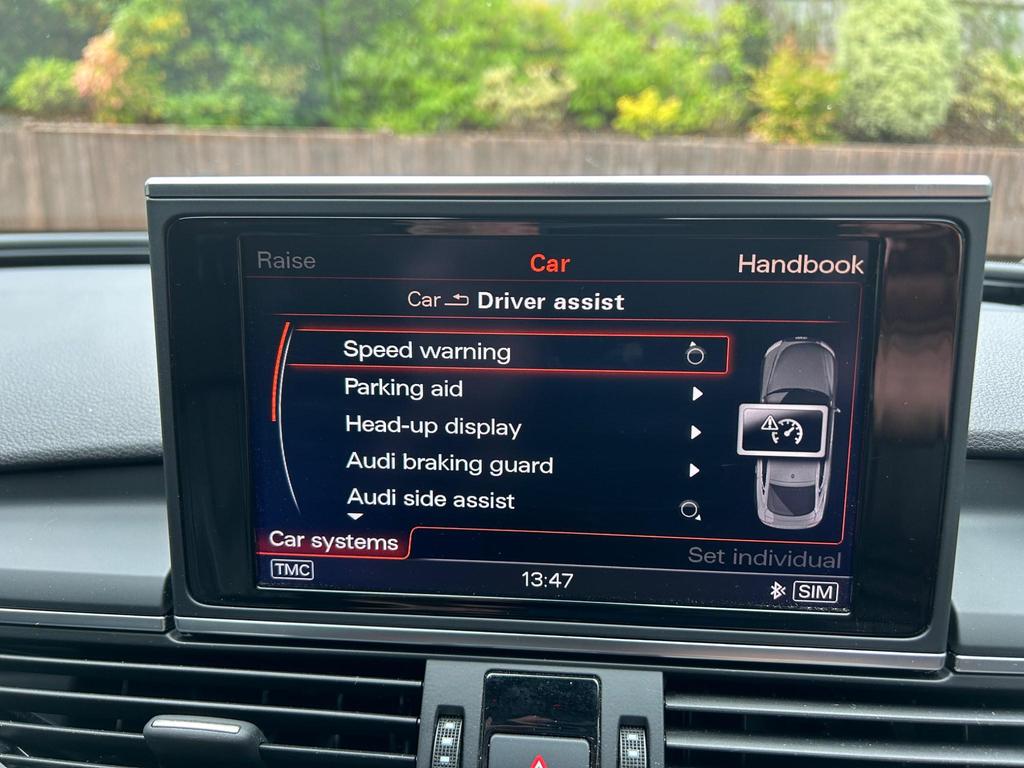 Raise Car Handbook
Car Driver assist
Speed warning
Parking aid
Head-up display
Audi braking guard
Audi side assist
Car systems
Set individual
TMC 13:47 SIM